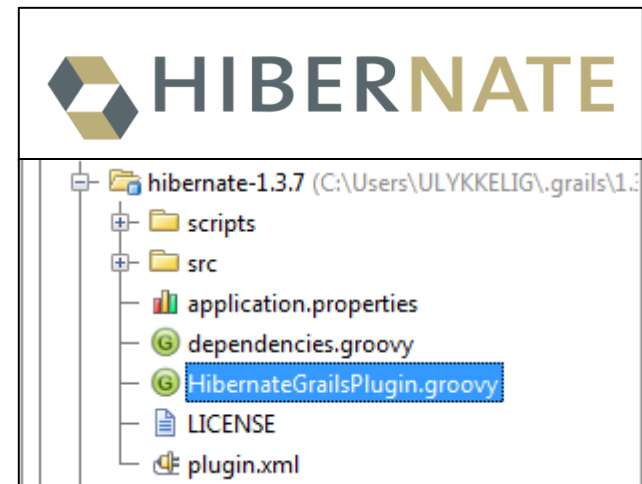 HIBERNATE
hibernate-1.3.7 (C:\Users\ULYKKELIG\.grails\1.
scripts
src
application.properties
dependencies.groovy
HibernateGrailsPlugin.groovy
LICENSE
plugin.xml